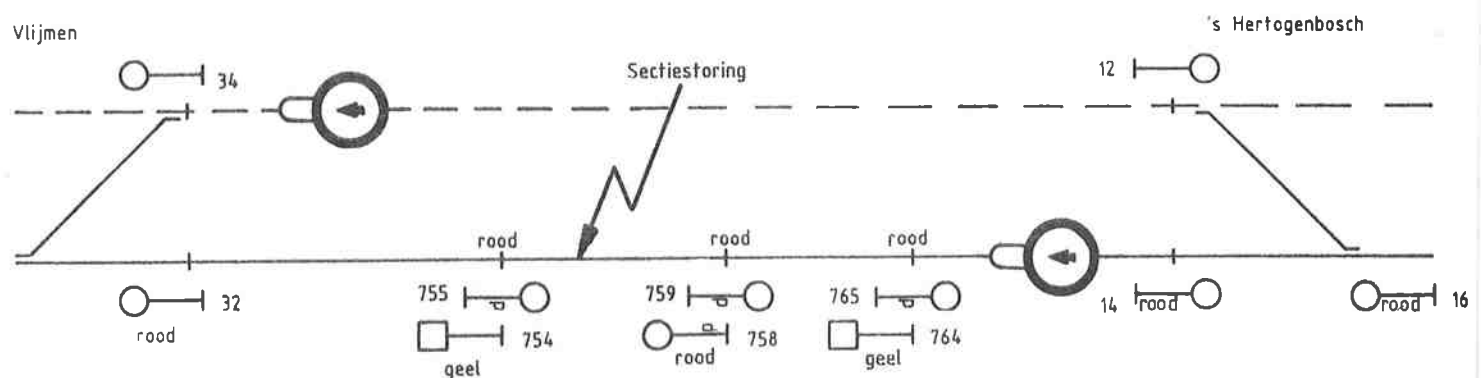 Vlijmen
's Hertogenbosch
34
12
Sectiestoring
rood
rood
rood
32
755
759
765
14
rood
rood
16
rood
754
758
764
geel
rood
geel